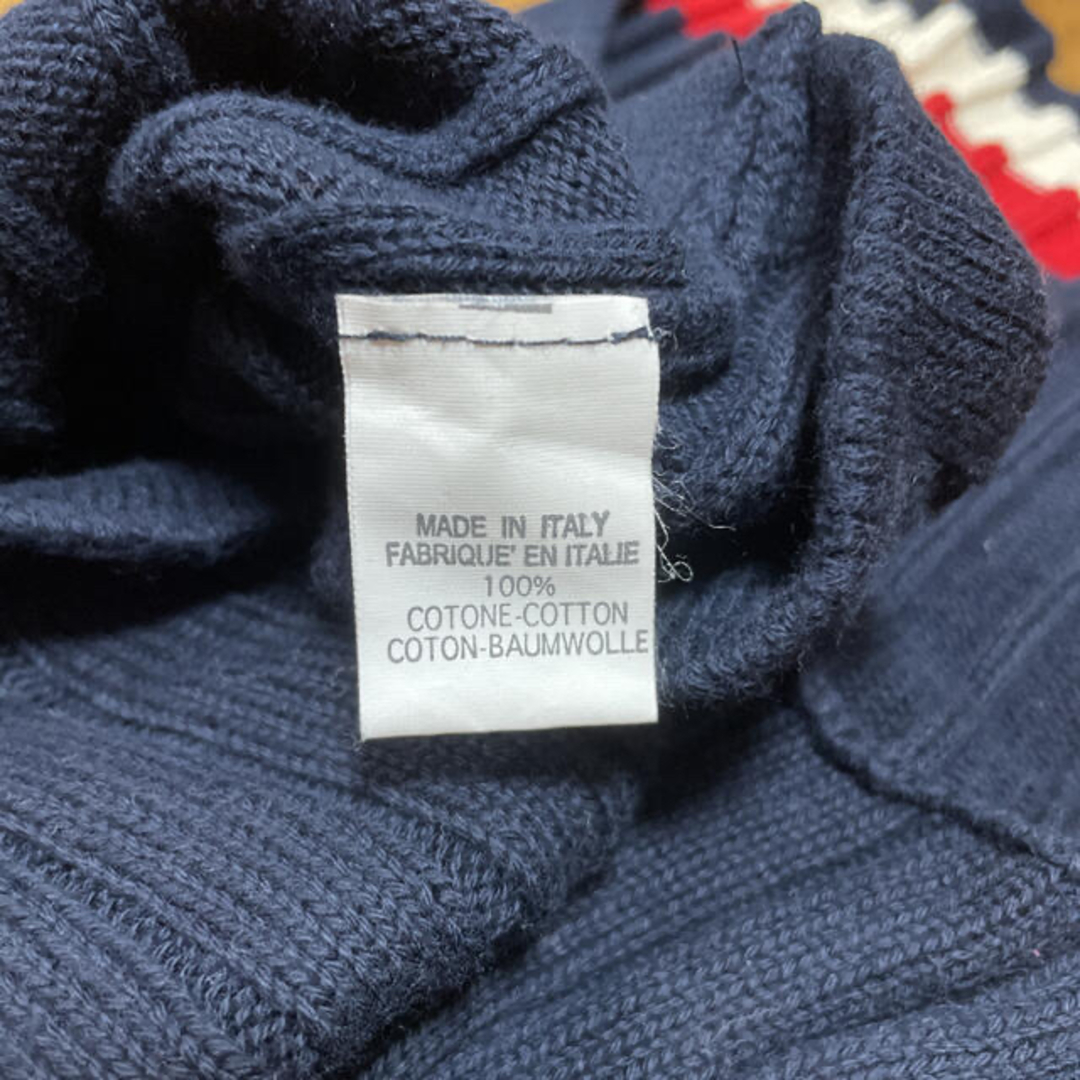 MADE IN ITALY
FABRIQUE' EN ITALIE
100%
COTONE-COTTON
COTON-BAUMWOLLE